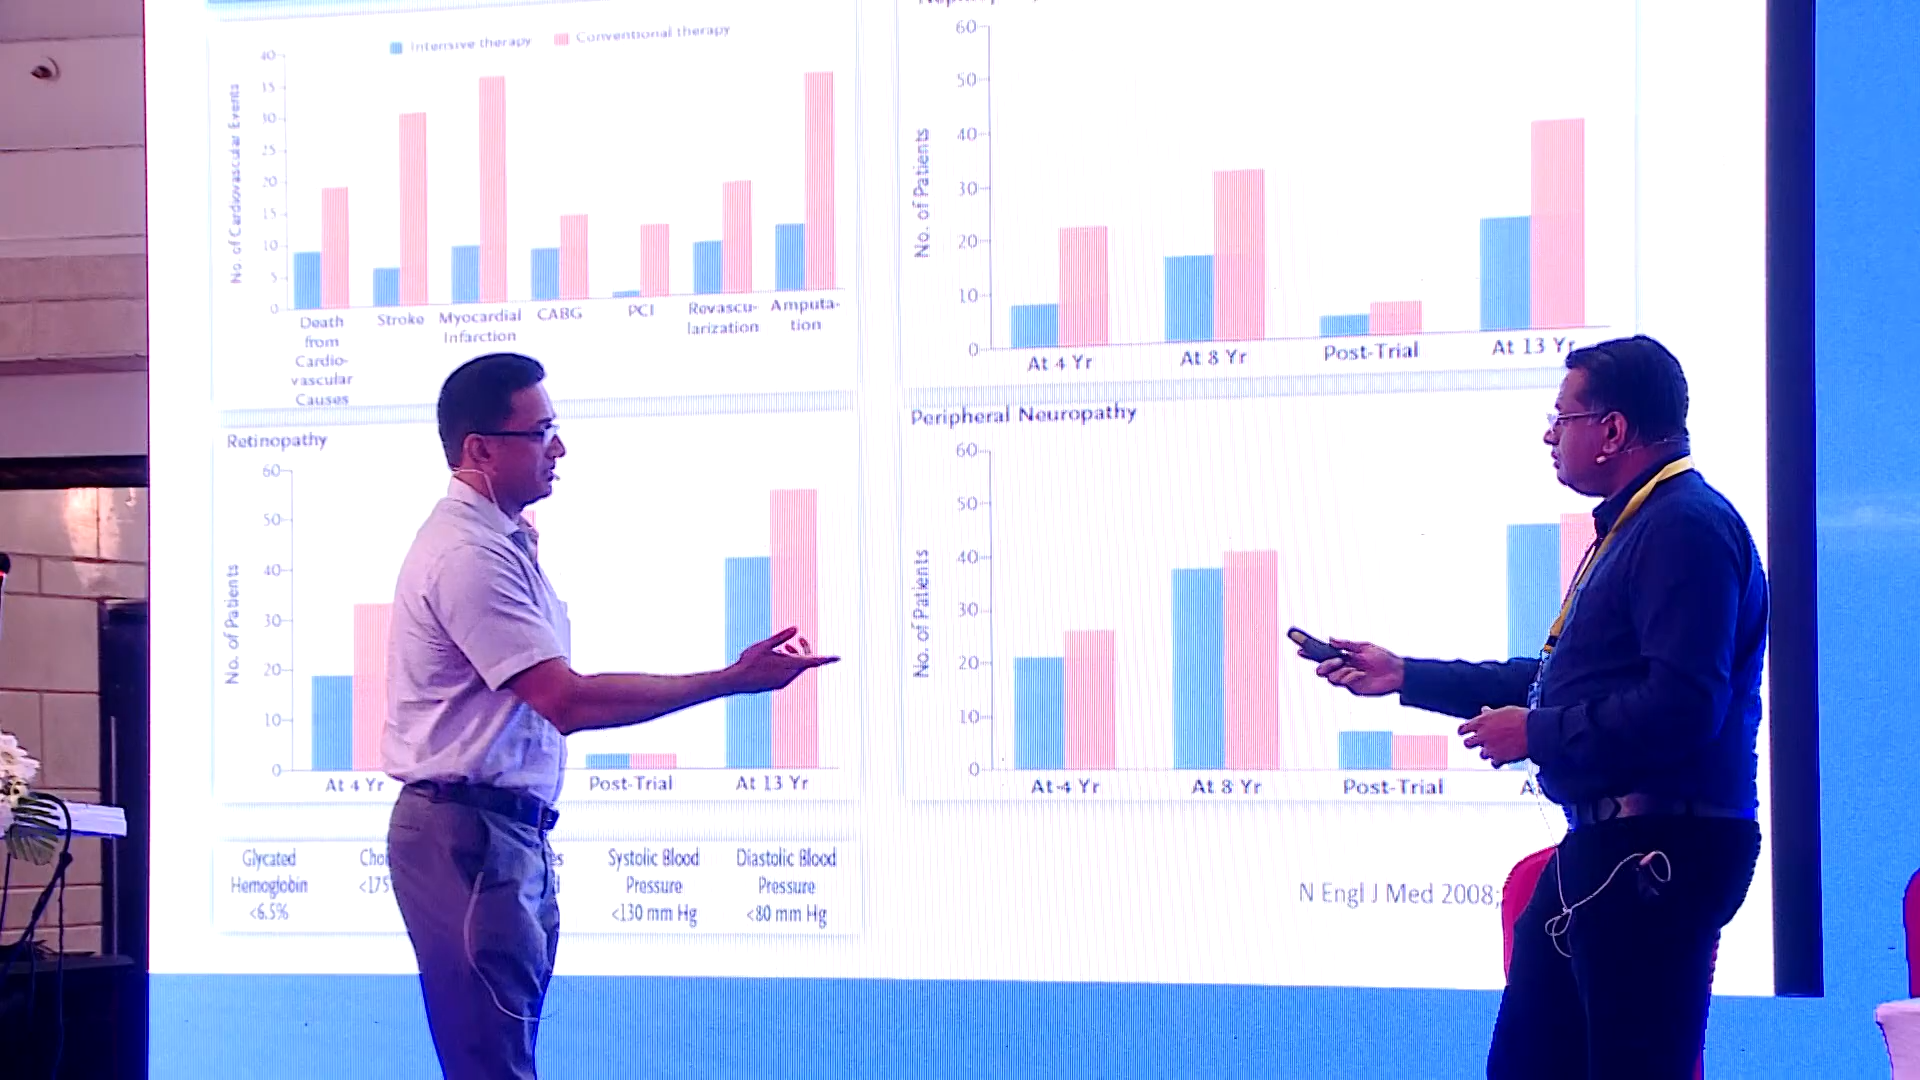 Intensive therapy
Conventional therapy
No. of Cardiovascular Events
40
35
30
25
20
15
10
5
0
Death
from
Cardio-
vascular
Causes
Stroke
Myocardial
Infarction
CABG
PCI
Revascu-
larization
Amputa-
tion
No. of Patients
60
50
40
30
20
10
0
At 4 Yr
At 8 Yr
Post-Trial
At 13 Yr
Retinopathy
No. of Patients
60
50
40
30
20
10
0
At 4 Yr
Post-Trial
At 13 Yr
Peripheral Neuropathy
No. of Patients
60
50
40
30
20
10
0
At 4 Yr
At 8 Yr
Post-Trial
Glycated
Hemoglobin
<6.5%
<175
Systolic Blood
Pressure
<130 mm Hg
Diastolic Blood
Pressure
<80 mm Hg
N Engl J Med 2008;